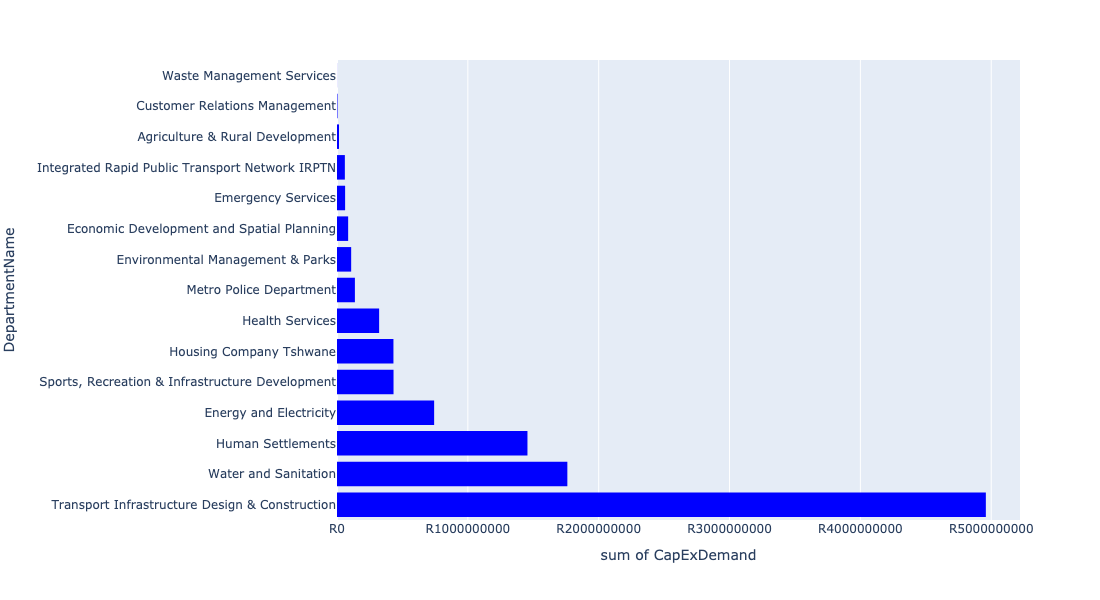 Waste Management Services
Customer Relations Management
Agriculture & Rural Development
Integrated Rapid Public Transport Network IRPTN
Emergency Services
Economic Development and Spatial Planning
Environmental Management & Parks
Metro Police Department
Health Services
Housing Company Tshwane
Sports, Recreation & Infrastructure Development
Energy and Electricity
Human Settlements
Water and Sanitation
Transport Infrastructure Design & Construction
DepartmentName
R0 R1000000000 R2000000000 R3000000000 R4000000000 R5000000000
sum of CapExDemand